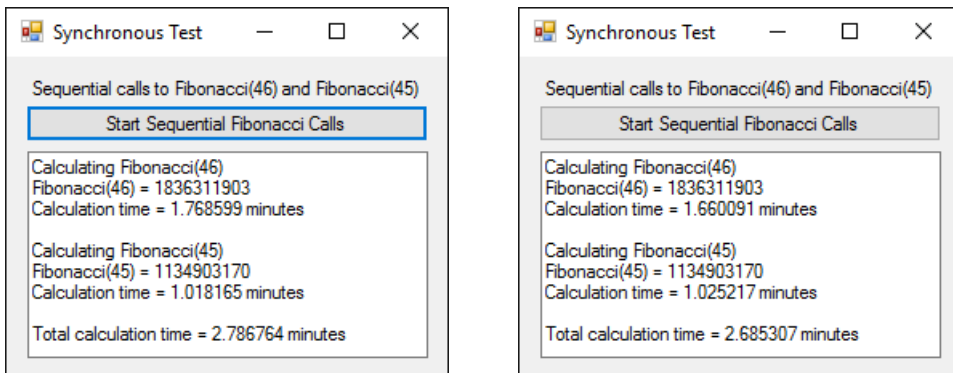 Synchronous Test
Sequential calls to Fibonacci(46) and Fibonacci(45)
Start Sequential Fibonacci Calls
Calculating Fibonacci(46)
Fibonacci(46) = 1836311903
Calculation time = 1.768599 minutes
Calculating Fibonacci(45)
Fibonacci(45) = 1134903170
Calculation time = 1.018165 minutes
Total calculation time = 2.786764 minutes
Synchronous Test
Sequential calls to Fibonacci(46) and Fibonacci(45)
Start Sequential Fibonacci Calls
Calculating Fibonacci(46)
Fibonacci(46) = 1836311903
Calculation time = 1.660091 minutes
Calculating Fibonacci(45)
Fibonacci(45) = 1134903170
Calculation time = 1.025217 minutes
Total calculation time = 2.685307 minutes